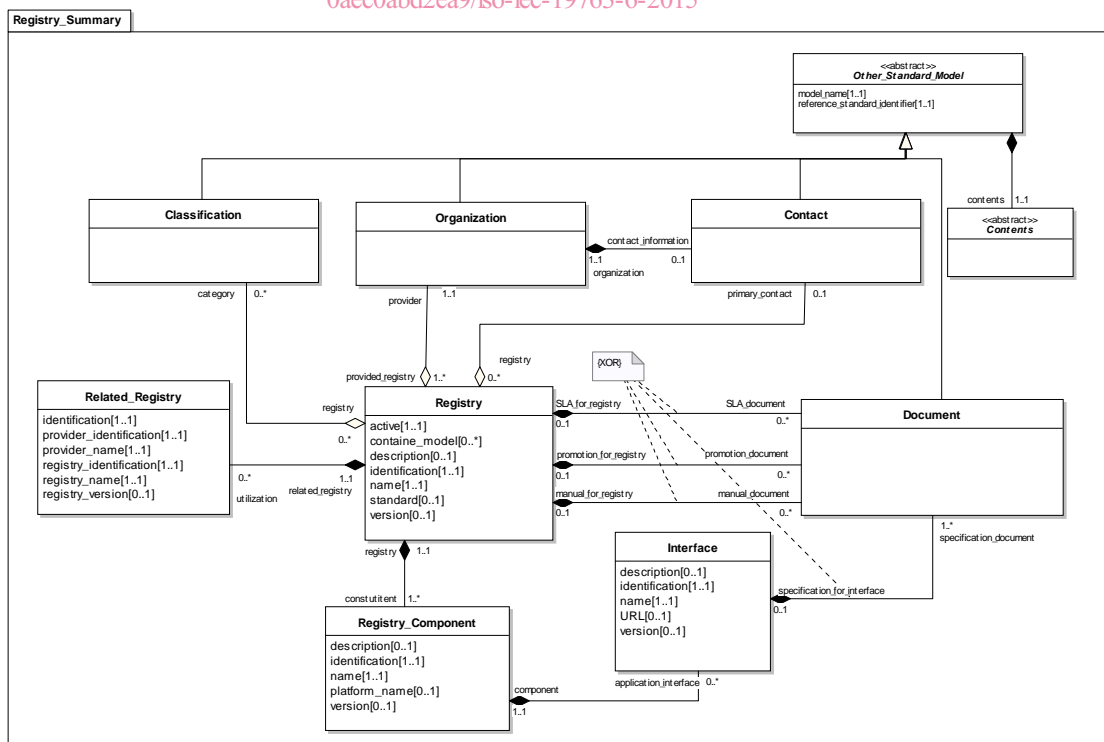 0aec0abd2ea9/iso-iec-19763-6-2015
Registry_Summary
<<abstract>>
Other_Standard_Model
model_name[1..1]
reference_standard_identifier[1..1]
contents 1..1
<<abstract>>
Contents
Classification
Organization
Contact
contact_information
1..1 0..1
organization
category 0..*
1..1
provider
primary_contact 0..1
registry
{XOR}
provided_registry 1..* 0..*
Related_Registry
identification[1..1]
provider_identification[1..1]
provider_name[1..1]
registry_identification[1..1]
registry_name[1..1]
registry_version[0..1]
registry
0..*
0..* 1..1
utilization related_registry
Registry
active[1..1]
containe_model[0..*]
description[0..1]
identification[1..1]
name[1..1]
standard[0..1]
version[0..1]
SLA_for_registry SLA_document
0..1 0..*
promotion_for_registry promotion_document
0..1 0..*
manual_for_registry manual_document
0..1 0..*
Document
1..*
specification_document
registry 1..1
constutitent 1..*
Interface
description[0..1]
identification[1..1]
name[1..1]
URL[0..1]
version[0..1]
specification_for_interface
0..1
Registry_Component
description[0..1]
identification[1..1]
name[1..1]
platform_name[0..1]
version[0..1]
application_interface 0..*
component
1..1